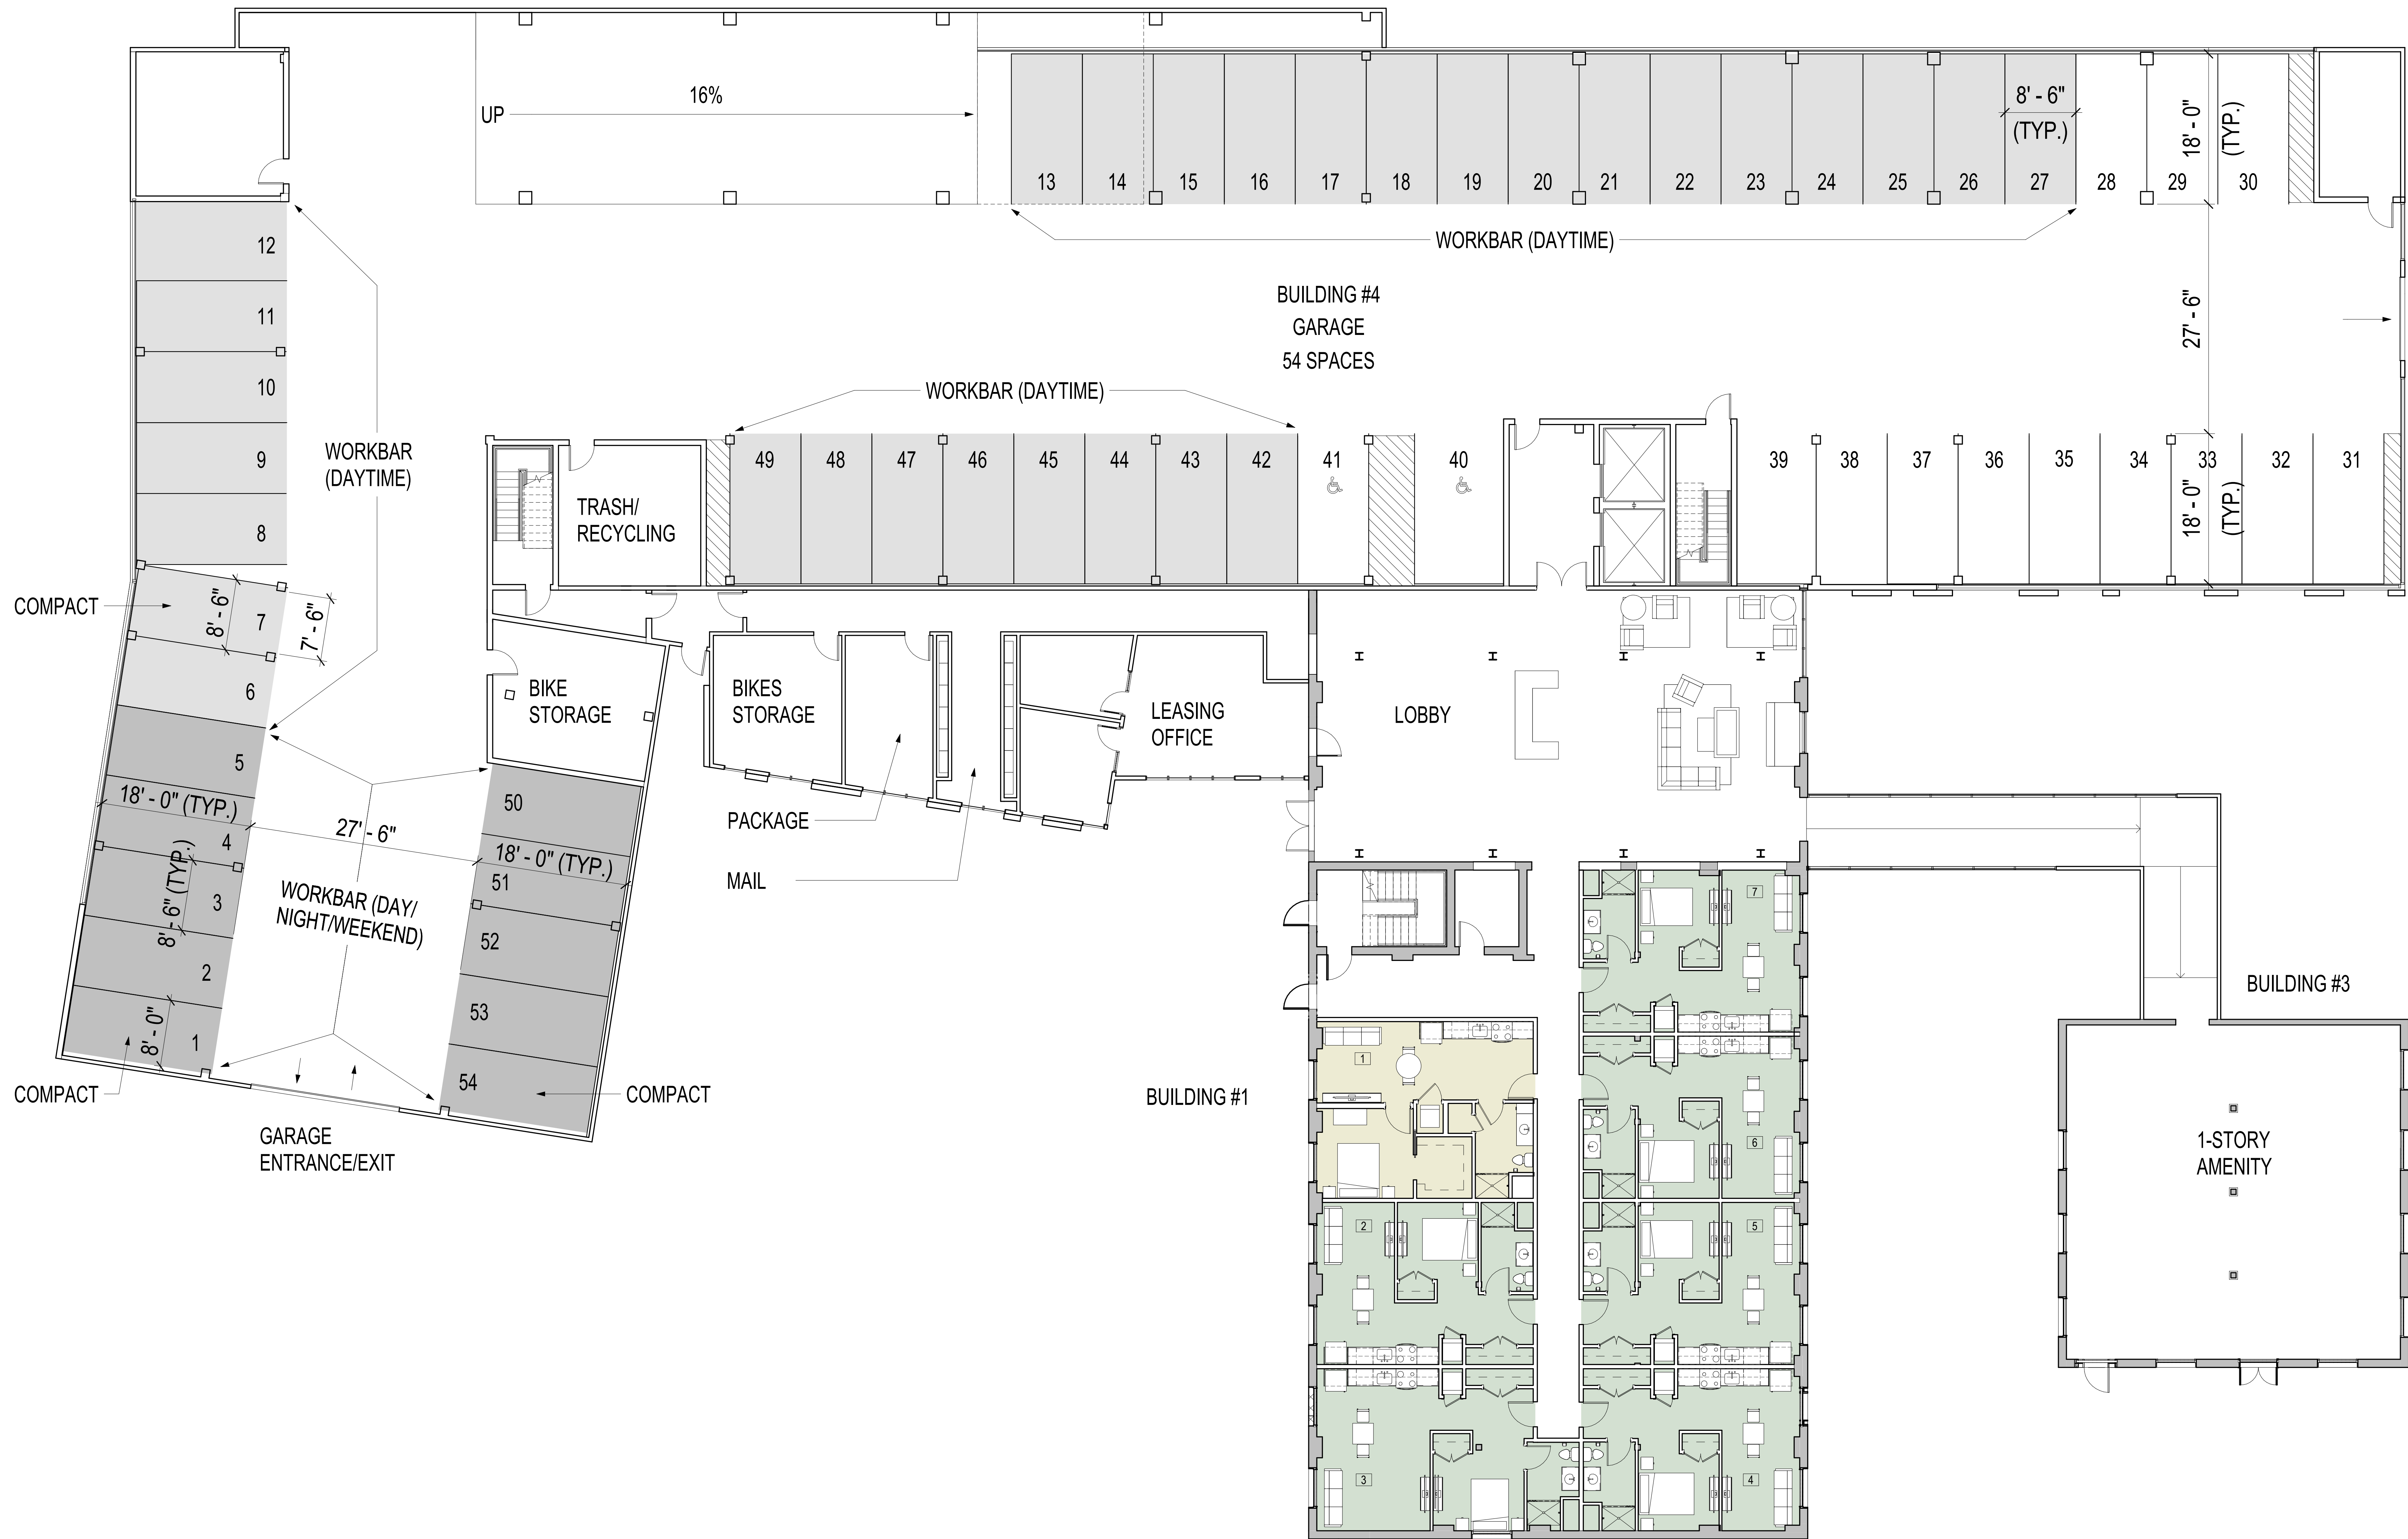 UP
16%
13
14
15
16
17
18
19
20
21
22
23
24
25
26
27
28
29
30
8' - 6"
(TYP.)
18' - 0"
(TYP.)
WORKBAR (DAYTIME)
12
11
10
9
8
WORKBAR
(DAYTIME)
BUILDING #4
GARAGE
54 SPACES
27' - 6"
WORKBAR (DAYTIME)
49
48
47
46
45
44
43
42
41
40
39
38
37
36
35
34
33
32
31
18' - 0"
(TYP.)
TRASH/
RECYCLING
COMPACT
8' - 6"
7
7' - 6"
6
5
18' - 0" (TYP.)
4
27' - 6"
8' - 6" (TYP.)
3
2
8' - 0"
1
COMPACT
BIKE
STORAGE
BIKES
STORAGE
LEASING
OFFICE
LOBBY
PACKAGE
MAIL
50
18' - 0" (TYP.)
51
52
53
54
COMPACT
WORKBAR (DAY/
NIGHT/WEEKEND)
GARAGE
ENTRANCE/EXIT
BUILDING #1
7
1
6
2
5
3
4
BUILDING #3
1-STORY
AMENITY